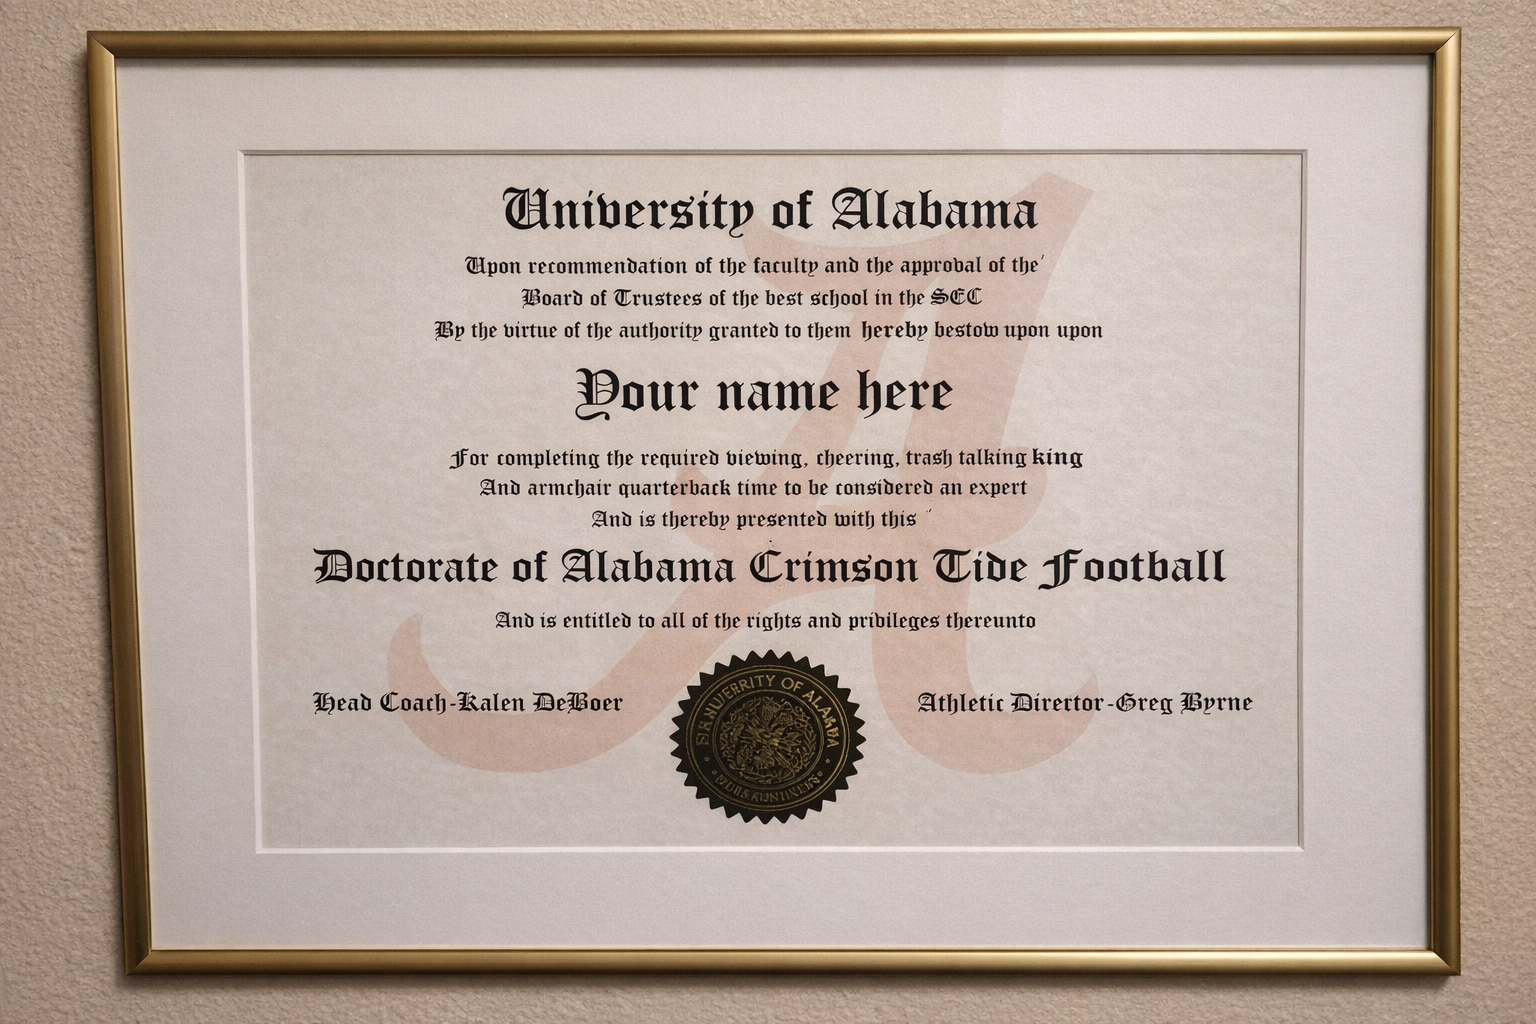 University of Alabama
Upon recommendation of the faculty and the approval of the
Board of Trustees of the best school in the SEC
By the virtue of the authority granted to them hereby bestow upon upon
Your name here
For completing the required viewing, cheering, trash talking king
And armchair quarterback time to be considered an expert
And is thereby presented with this
Doctorate of Alabama Crimson Tide Football
And is entitled to all of the rights and privileges thereunto
Head Coach-Kalen DeBoer
Athletic Director-Greg Byrne
OF